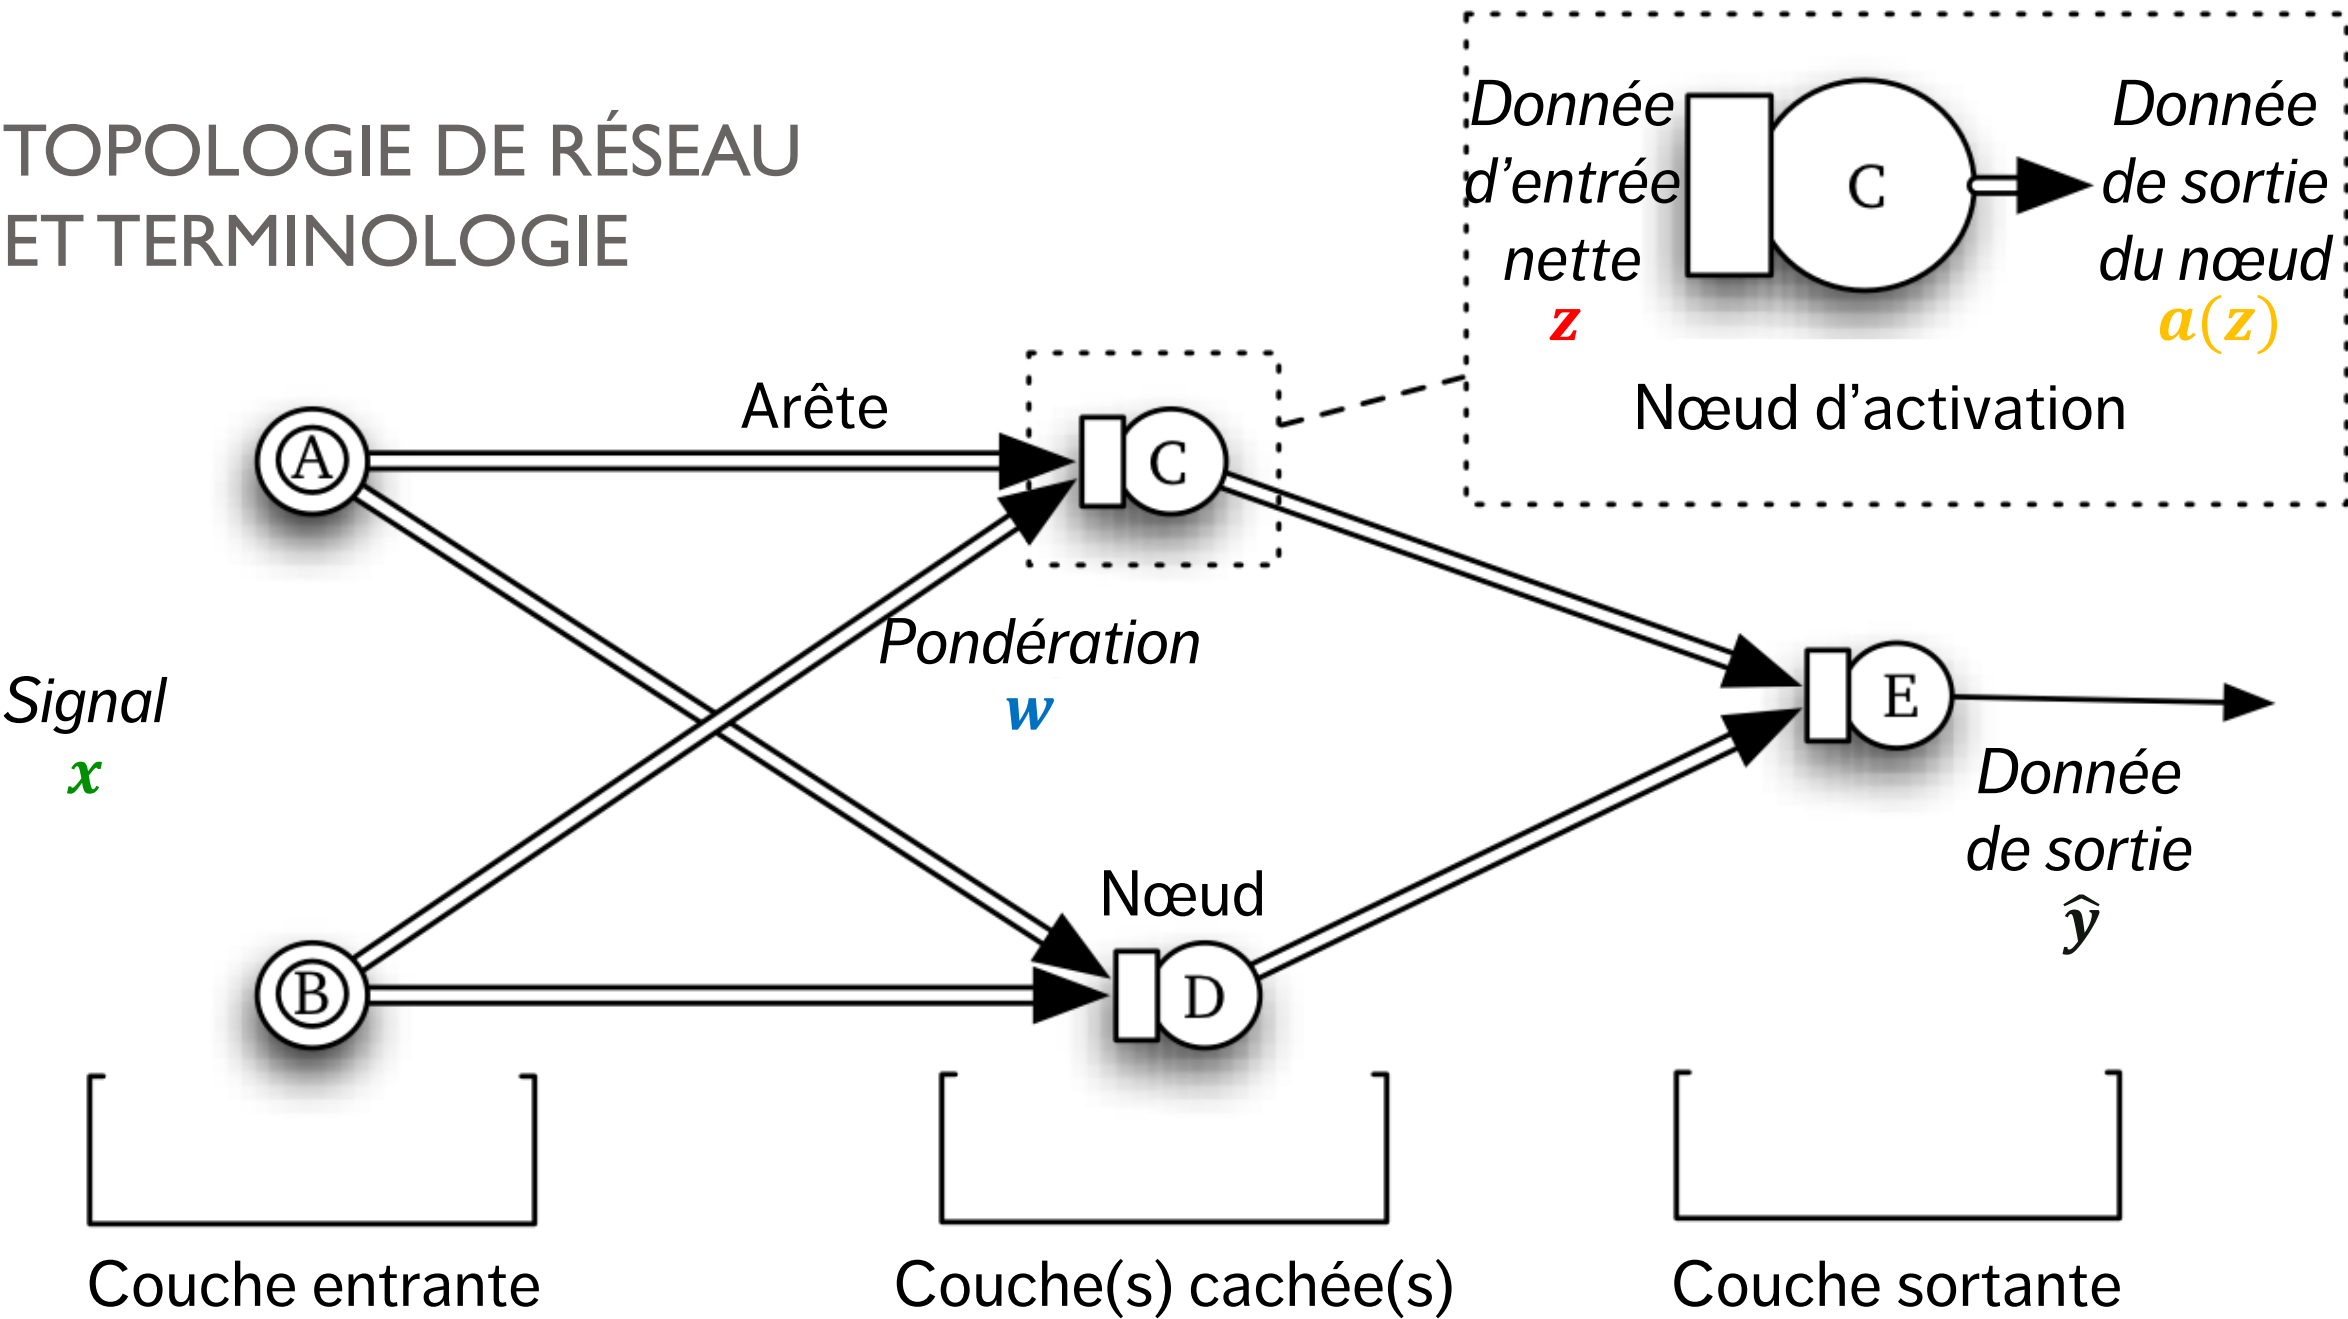 TOPOLOGIE DE RÉSEAU
ET TERMINOLOGIE
Donnée
d’entrée
nette
z
C
Donnée
de sortie
du nœud
a(z)
Nœud d’activation
Arête
A
C
Pondération
w
Signal
x
E
Donnée
de sortie
ŷ
Nœud
B
D
Couche entrante
Couche(s) cachée(s)
Couche sortante